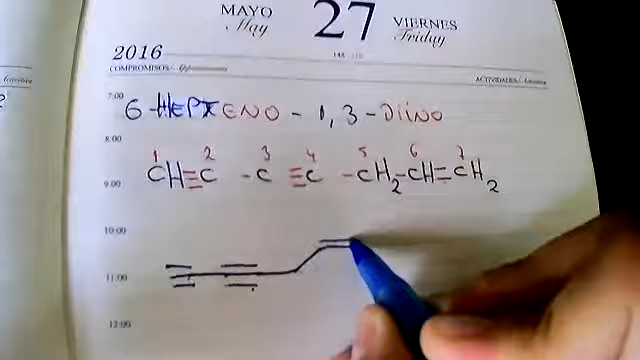 MAYO
May
27
VIERNES
Friday
2016
COMPROMISOS
ACTIVIDADES
7:00
6-HEPTENO-1,3-DIINO
8:00
1 2 3 4 5 6 7
9:00 CH≡C-C≡C-CH2-CH=CH2
10:00
11:00
12:00